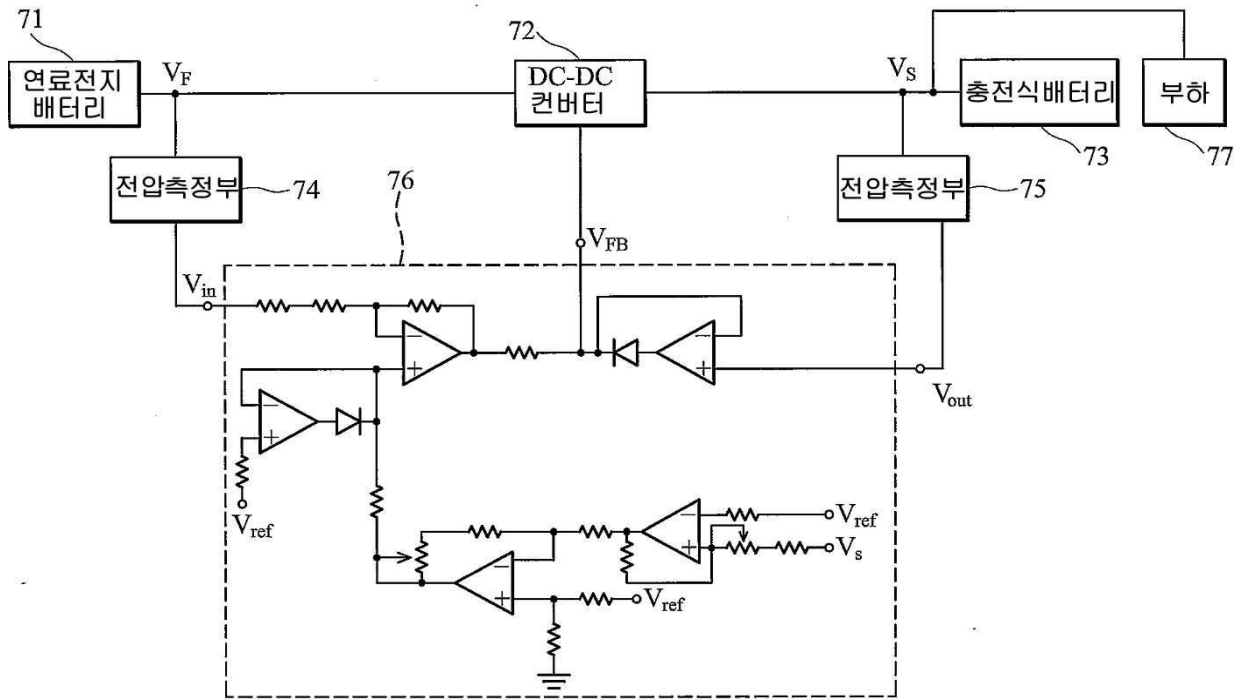 71
72
V_F
V_S
연료전지
배터리
DC-DC
컨버터
충전식배터리
부하
73
77
전압측정부
74
76
전압측정부
75
V_FB
V_in
−
−
+
+
V_out
−
+
V_ref
−
V_ref
+
V_s
−
+
V_ref